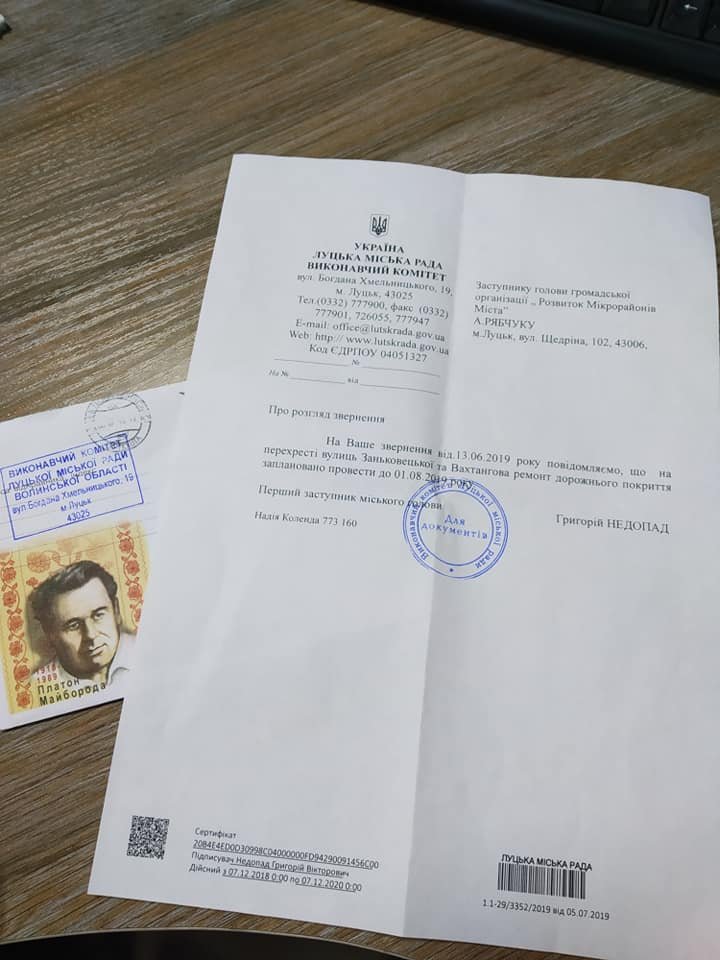 УКРАЇНА
ЛУЦЬКА МІСЬКА РАДА
ВИКОНАВЧИЙ КОМІТЕТ
вул. Богдана Хмельницького, 19,
м. Луцьк, 43025
Тел.(0332) 777900, факс (0332)
777901, 726055, 777947
E-mail: office@lutskrada.gov.ua
Web: http:// www.lutskrada.gov.ua
Код ЄДРПОУ 04051327
№
На № від
Заступнику голови громадської
організації „ Розвиток Мікрорайонів
Міста”
А.РЯБЧУКУ
м.Луцьк, вул. Щедріна, 102, 43006,
Про розгляд звернення
На Ваше звернення від 13.06.2019 року повідомляємо, що на
перехресті вулиць Заньковецької та Вахтангова ремонт дорожнього покриття
заплановано провести до 01.08.2019 року.
Перший заступник міського голови
Григорій НЕДОПАД
Надія Коленда 773 160
Виконавчий комітет Луцької міської ради
Для
документів
ВИКОНАВЧИЙ КОМІТЕТ
ЛУЦЬКОЇ МІСЬКОЇ РАДИ
ВОЛИНСЬКОЇ ОБЛАСТІ
вул.Богдана Хмельницького, 19
м.Луцьк
43025
1918
1989
Платон
Майборода
Сертифікат
20B4E4ED0D30998C04000000FD94290091456C00
Підписувач Недопад Григорій Вікторович
Дійсний з 07.12.2018 0:00 по 07.12.2020 0:00
ЛУЦЬКА МІСЬКА РАДА
1.1-29/3352/2019 від 05.07.2019